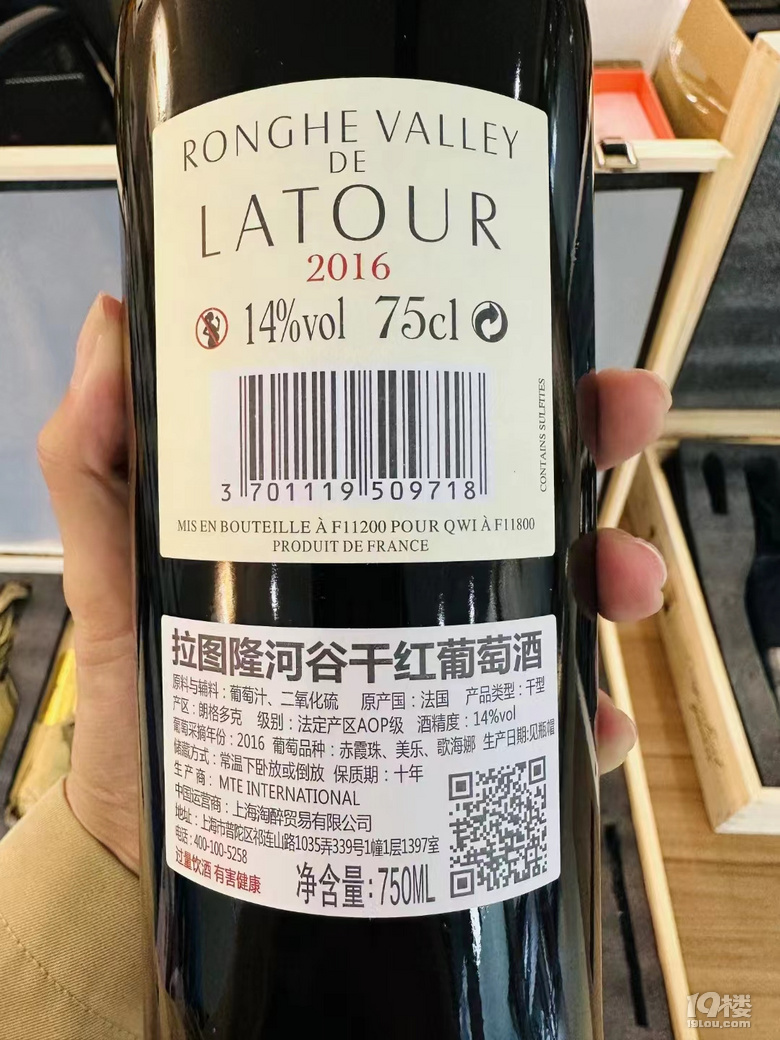 RONGHE VALLEY
DE
LATOUR
2016
14%vol 75cl
3 701119 509718
CONTAINS SULFITES
MIS EN BOUTEILLE À F11200 POUR QWI À F11800
PRODUIT DE FRANCE
拉图隆河谷干红葡萄酒
原料与辅料：葡萄汁、二氧化硫 原产国：法国 产品类型：干型
产区：朗格多克 级别：法定产区AOP级 酒精度：14%vol
葡萄采摘年份：2016 葡萄品种：赤霞珠、美乐、歌海娜 生产日期:见瓶帽
储藏方式：常温下卧放或倒放 保质期：十年
生产商：MTE INTERNATIONAL
中国运营商：上海淘醉贸易有限公司
地址：上海市普陀区祁连山路1035弄339号1幢1层1397室
电话：400-100-5258
过量饮酒 有害健康
净含量:750ML
19楼
19lou.com